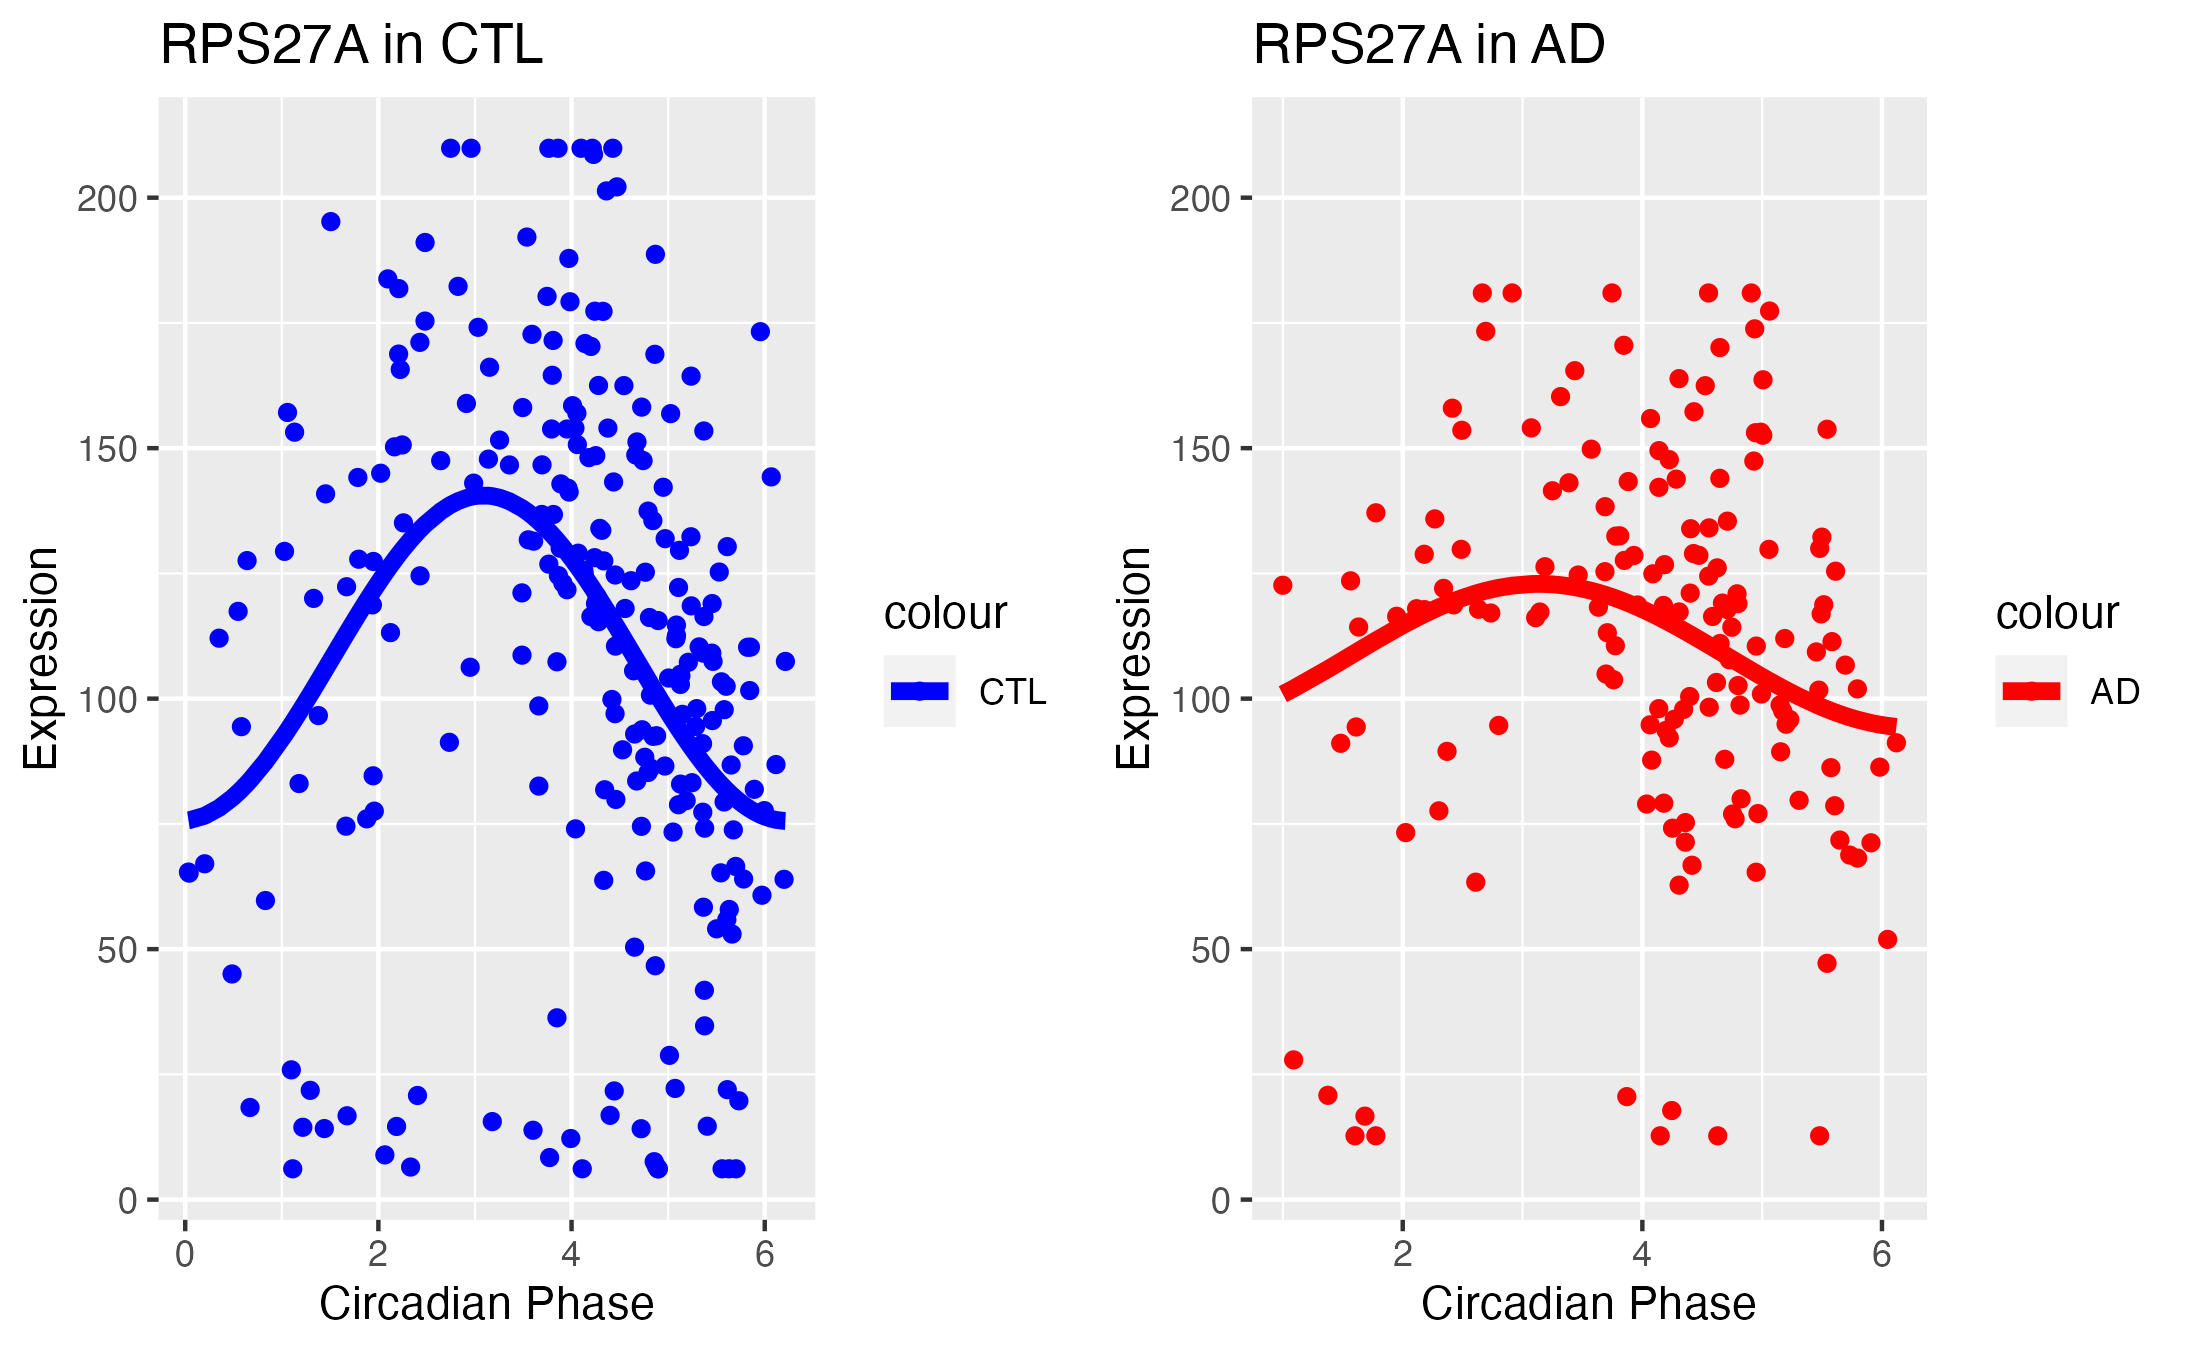 RPS27A in CTL
200
150
100
50
0
Expression
0 2 4 6
Circadian Phase
colour
CTL
RPS27A in AD
200
150
100
50
0
Expression
2 4 6
Circadian Phase
colour
AD